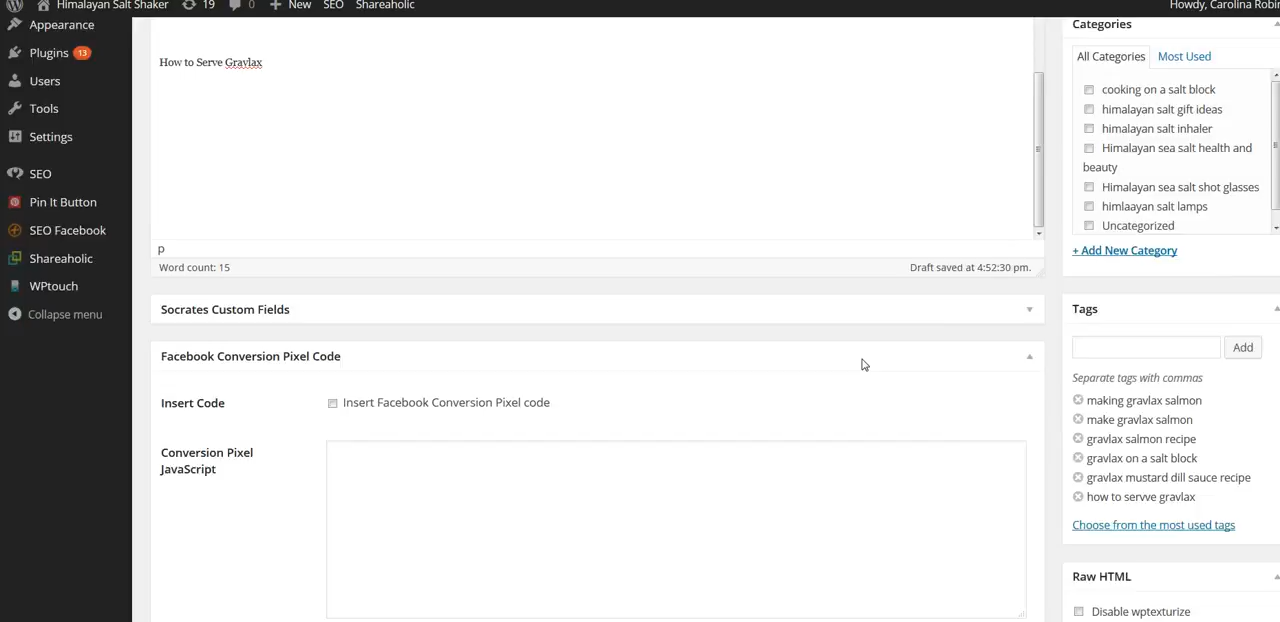 Himalayan Salt Shaker 19 0 New SEO Shareaholic Howdy, Carolina Robin
Appearance
Plugins 13
Users
Tools
Settings
SEO
Pin It Button
SEO Facebook
Shareaholic
WPtouch
Collapse menu
How to Serve Gravlax
p
Word count: 15 Draft saved at 4:52:30 pm.
Socrates Custom Fields
Facebook Conversion Pixel Code
Insert Code Insert Facebook Conversion Pixel code
Conversion Pixel
JavaScript
Categories
All Categories Most Used
cooking on a salt block
himalayan salt gift ideas
himalayan salt inhaler
Himalayan sea salt health and
beauty
Himalayan sea salt shot glasses
himlaayan salt lamps
Uncategorized
+ Add New Category
Tags
Add
Separate tags with commas
making gravlax salmon
make gravlax salmon
gravlax salmon recipe
gravlax on a salt block
gravlax mustard dill sauce recipe
how to servve gravlax
Choose from the most used tags
Raw HTML
Disable wptexturize